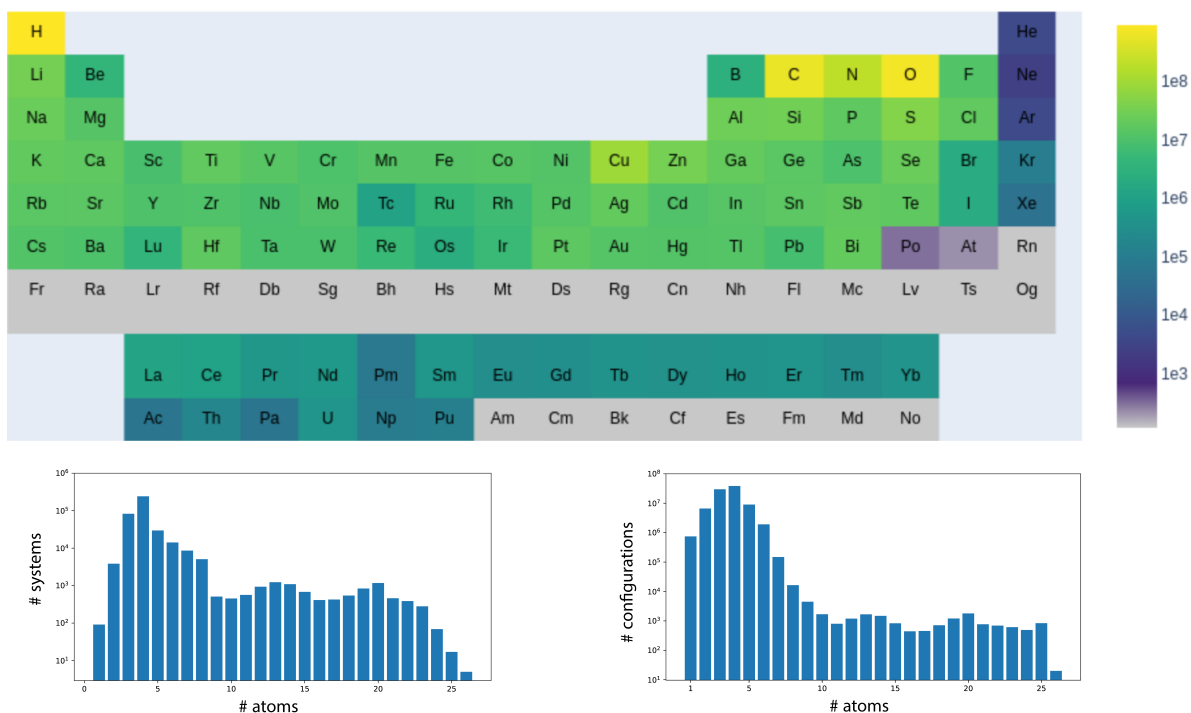 H He
Li Be B C N O F Ne
Na Mg Al Si P S Cl Ar
K Ca Sc Ti V Cr Mn Fe Co Ni Cu Zn Ga Ge As Se Br Kr
Rb Sr Y Zr Nb Mo Tc Ru Rh Pd Ag Cd In Sn Sb Te I Xe
Cs Ba Lu Hf Ta W Re Os Ir Pt Au Hg Tl Pb Bi Po At Rn
Fr Ra Lr Rf Db Sg Bh Hs Mt Ds Rg Cn Nh Fl Mc Lv Ts Og
La Ce Pr Nd Pm Sm Eu Gd Tb Dy Ho Er Tm Yb
Ac Th Pa U Np Pu Am Cm Bk Cf Es Fm Md No
1e8
1e7
1e6
1e5
1e4
1e3
# systems
10⁶
10⁵
10⁴
10³
10²
10¹
0 5 10 15 20 25
# atoms
# configurations
10⁸
10⁷
10⁶
10⁵
10⁴
10³
10²
10¹
1 5 10 15 20 25
# atoms